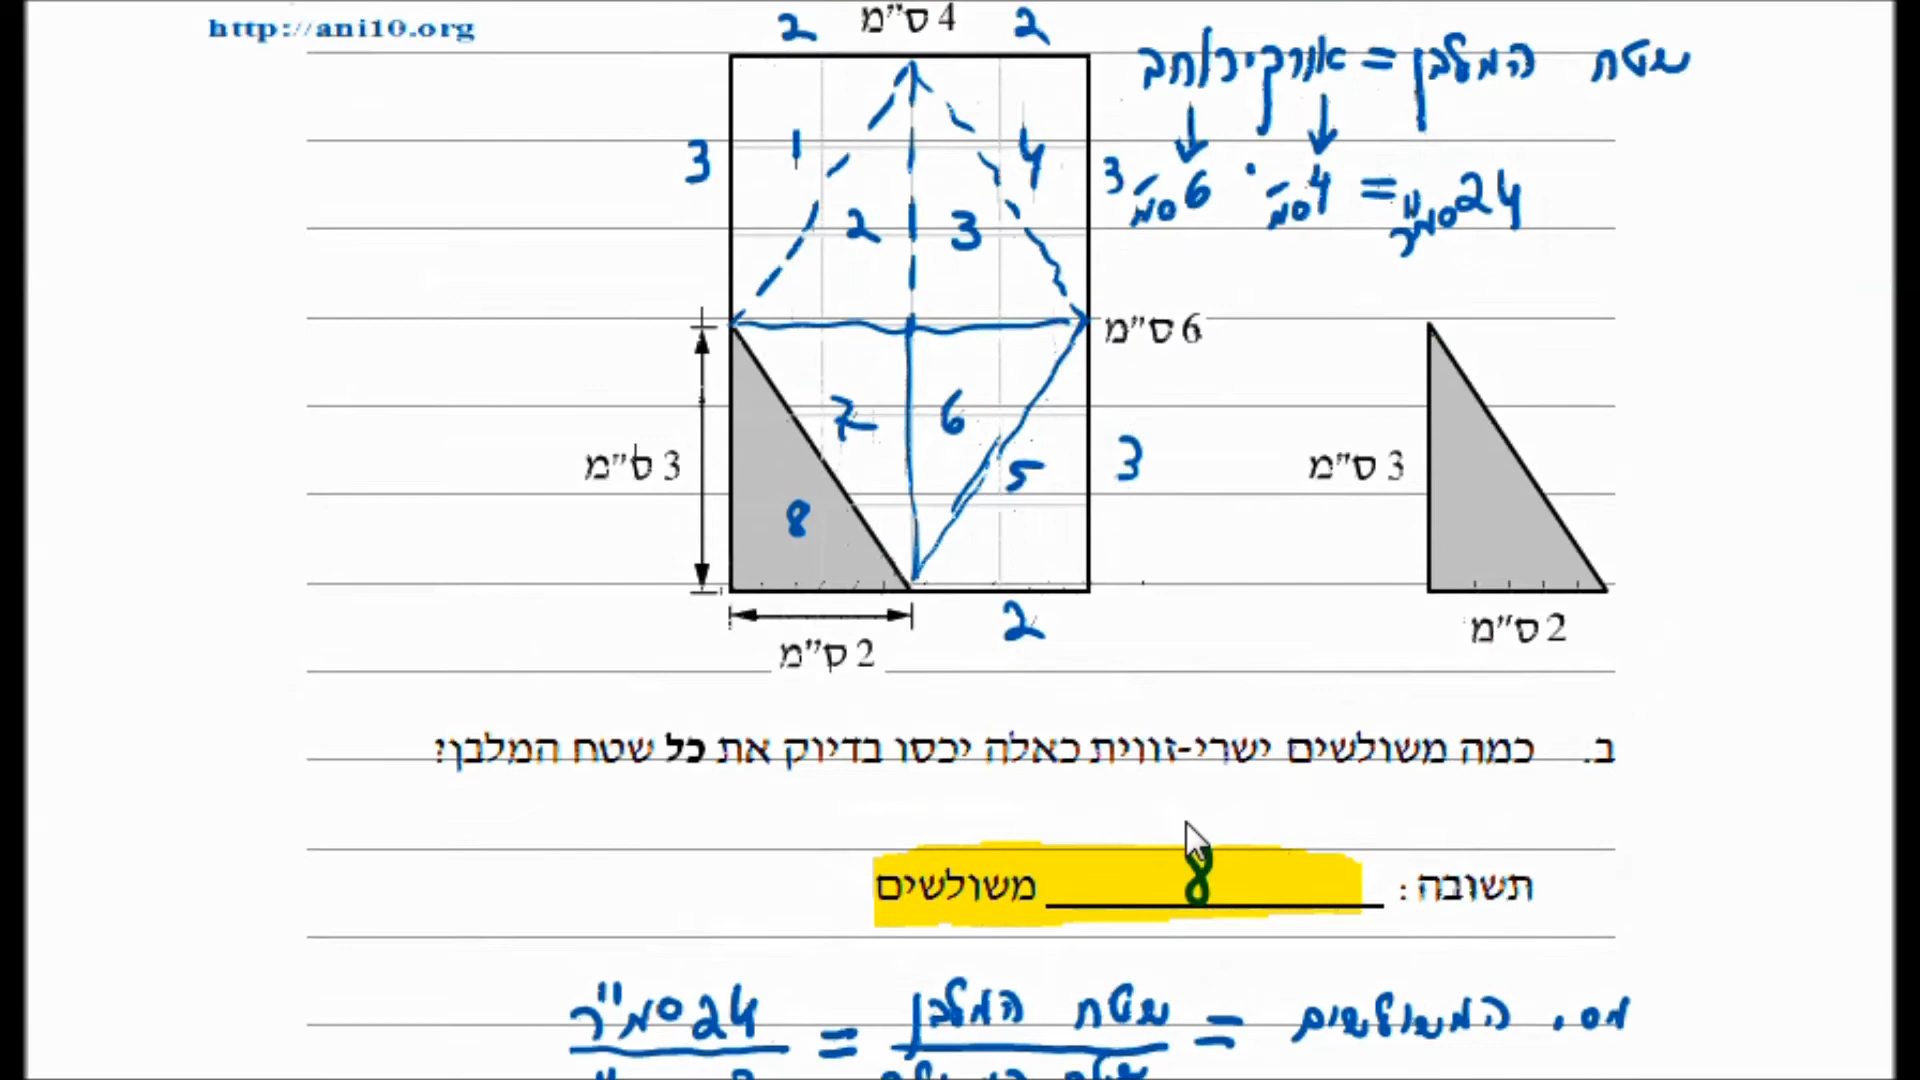 http://ani10.org
2 4 ס"מ 2
שטח המלבן = אורך·רוחב
3 1 4 3
24 סמ"ר = 4 ס"מ · 6 ס"מ
2 3
6 ס"מ
7 6
3 ס"מ 5 3 3 ס"מ
8
2
2 ס"מ 2 ס"מ
ב. כמה משולשים ישרי-זווית כאלה יכסו בדיוק את כל שטח המלבן?
תשובה : 8 משולשים
מס. המשולשים = שטח המלבן = 24 סמ"ר